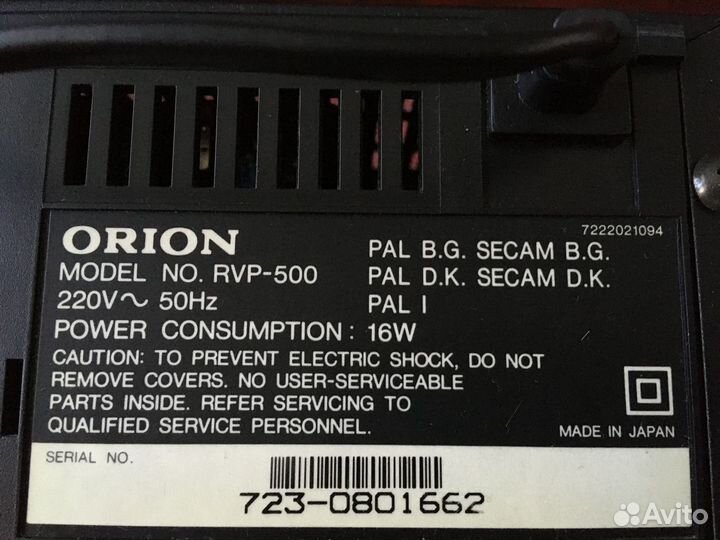 7222021094
ORION
MODEL NO. RVP-500
220V~ 50Hz
PAL B.G. SECAM B.G.
PAL D.K. SECAM D.K.
PAL I
POWER CONSUMPTION : 16W
CAUTION: TO PREVENT ELECTRIC SHOCK, DO NOT
REMOVE COVERS. NO USER-SERVICEABLE
PARTS INSIDE. REFER SERVICING TO
QUALIFIED SERVICE PERSONNEL.
MADE IN JAPAN
SERIAL NO.
723-0801662
Avito